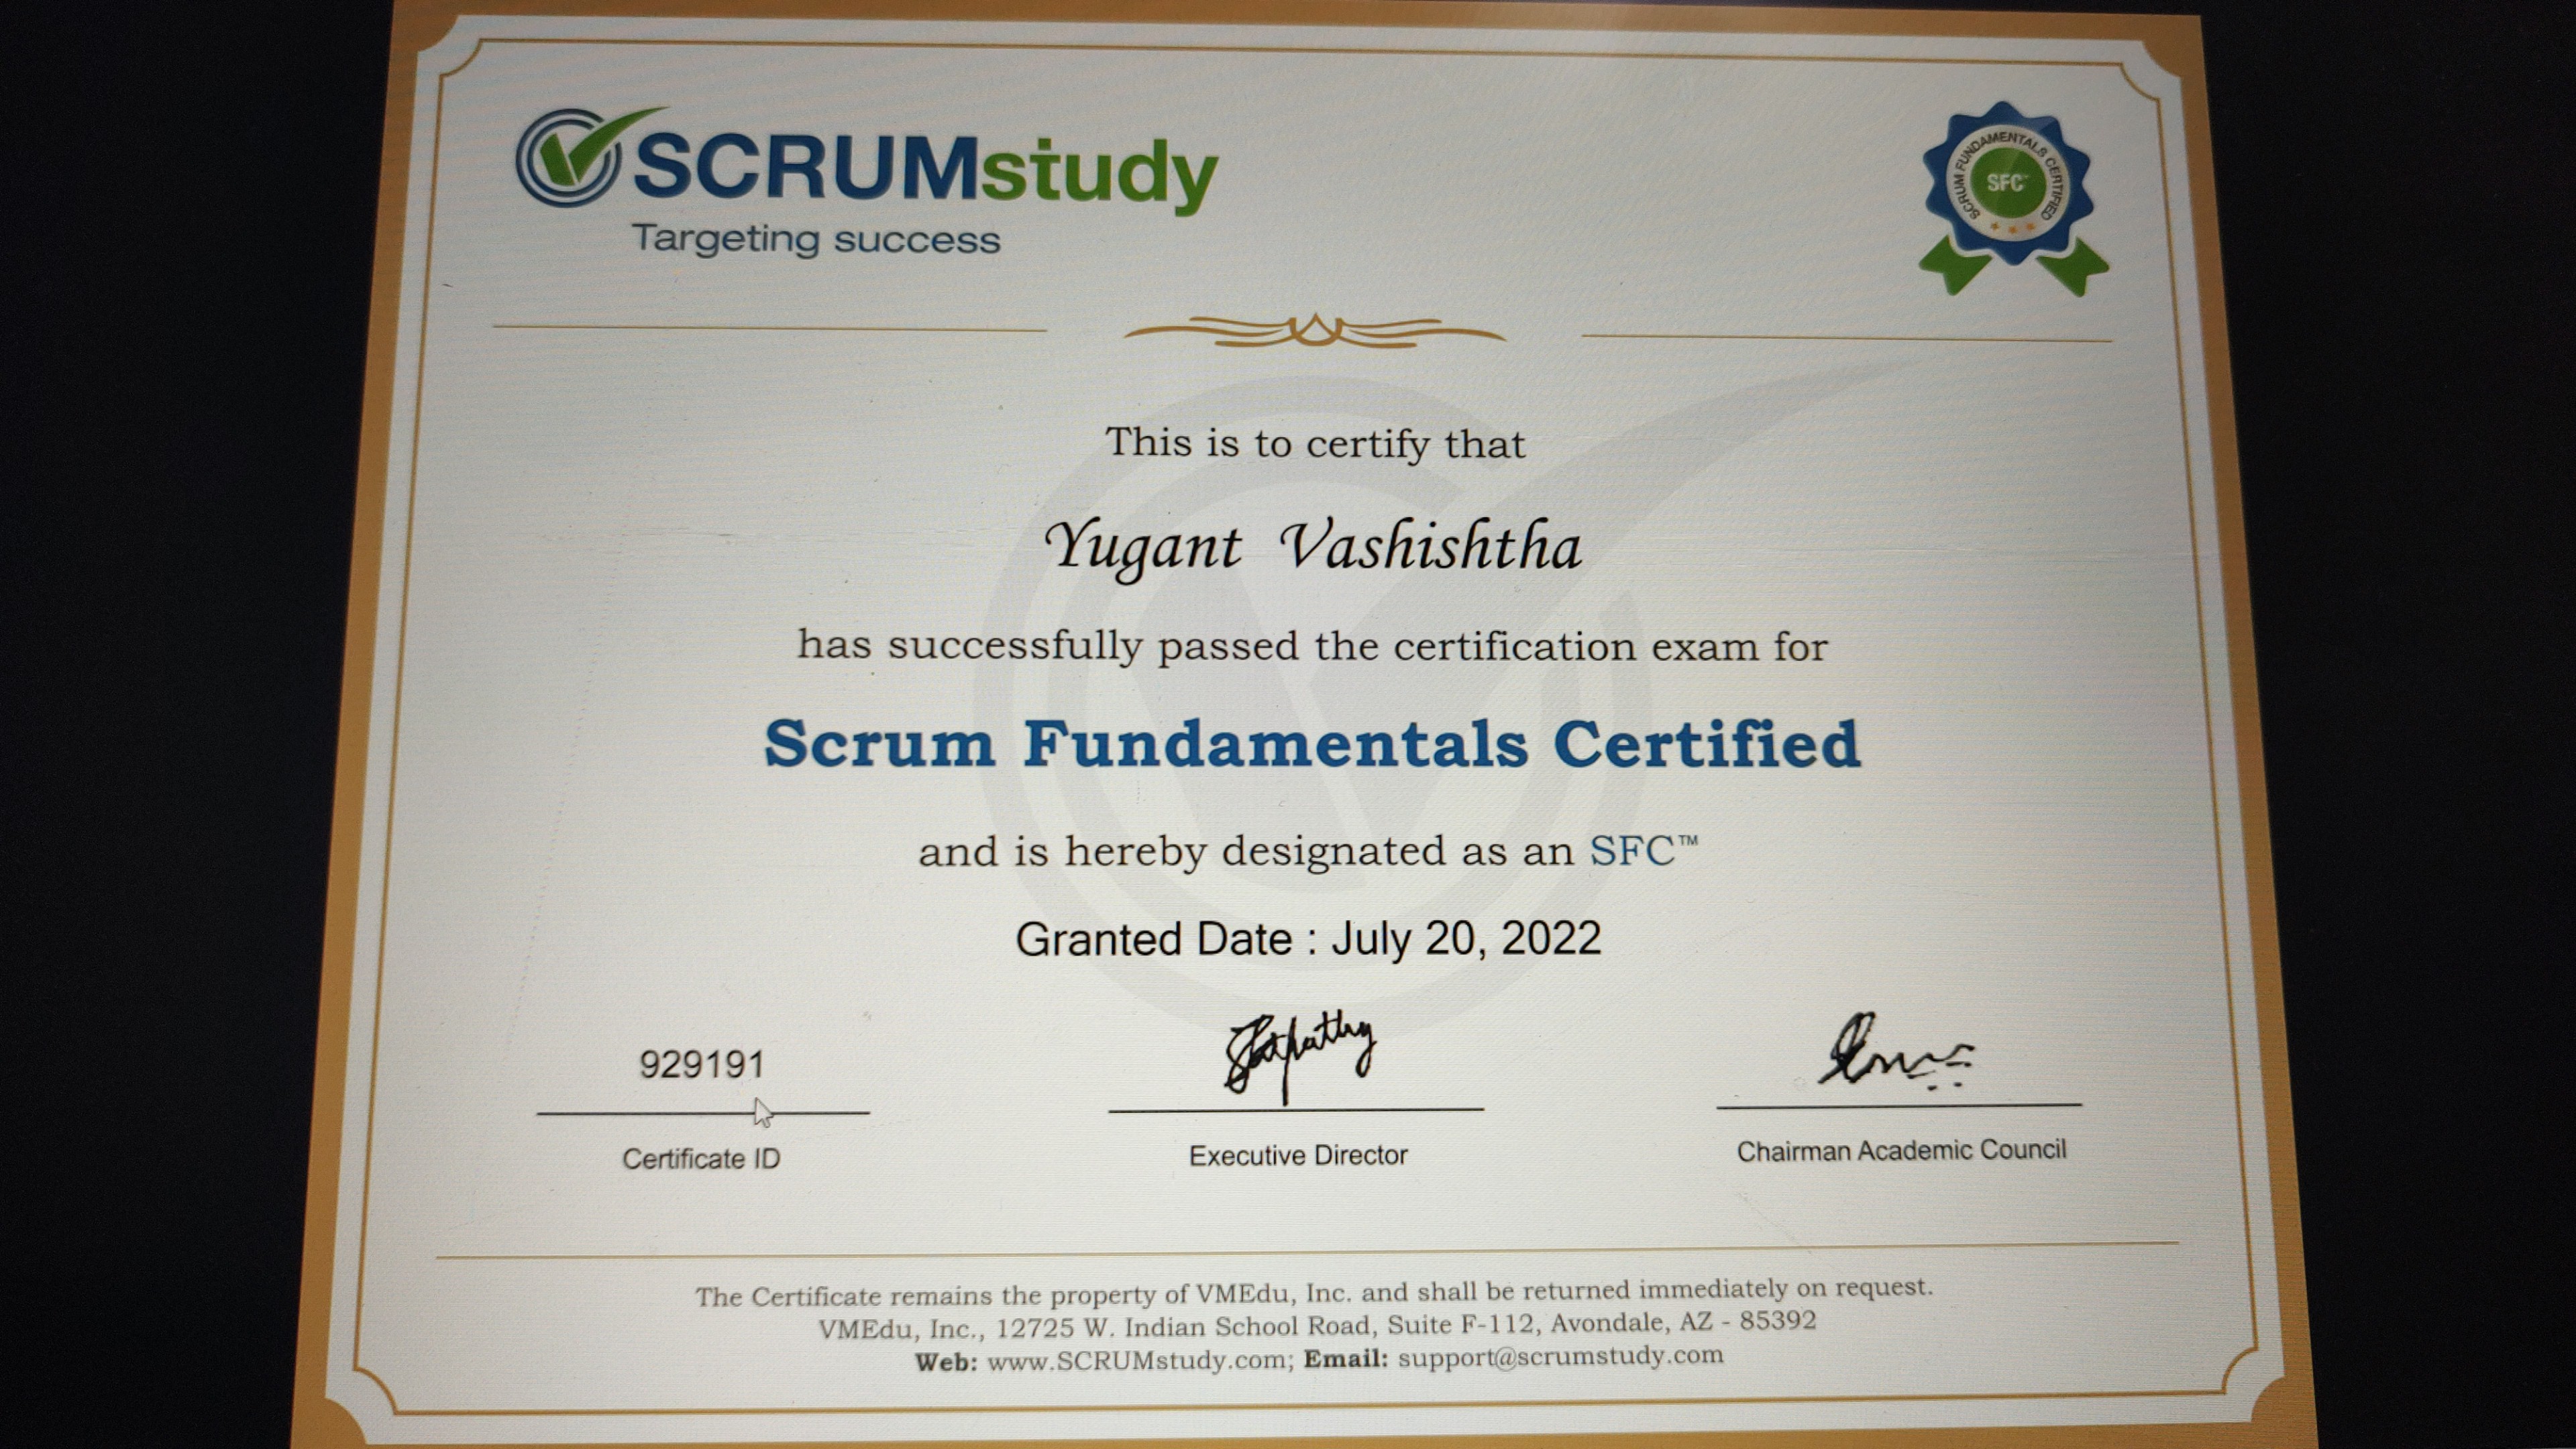 SCRUMstudy
Targeting success
SCRUM FUNDAMENTALS CERTIFIED
SFC™
This is to certify that
Yugant Vashishtha
has successfully passed the certification exam for
Scrum Fundamentals Certified
and is hereby designated as an SFC™
Granted Date : July 20, 2022
929191
Certificate ID
Executive Director
Chairman Academic Council
The Certificate remains the property of VMEdu, Inc. and shall be returned immediately on request.
VMEdu, Inc., 12725 W. Indian School Road, Suite F-112, Avondale, AZ - 85392
Web: www.SCRUMstudy.com; Email: support@scrumstudy.com